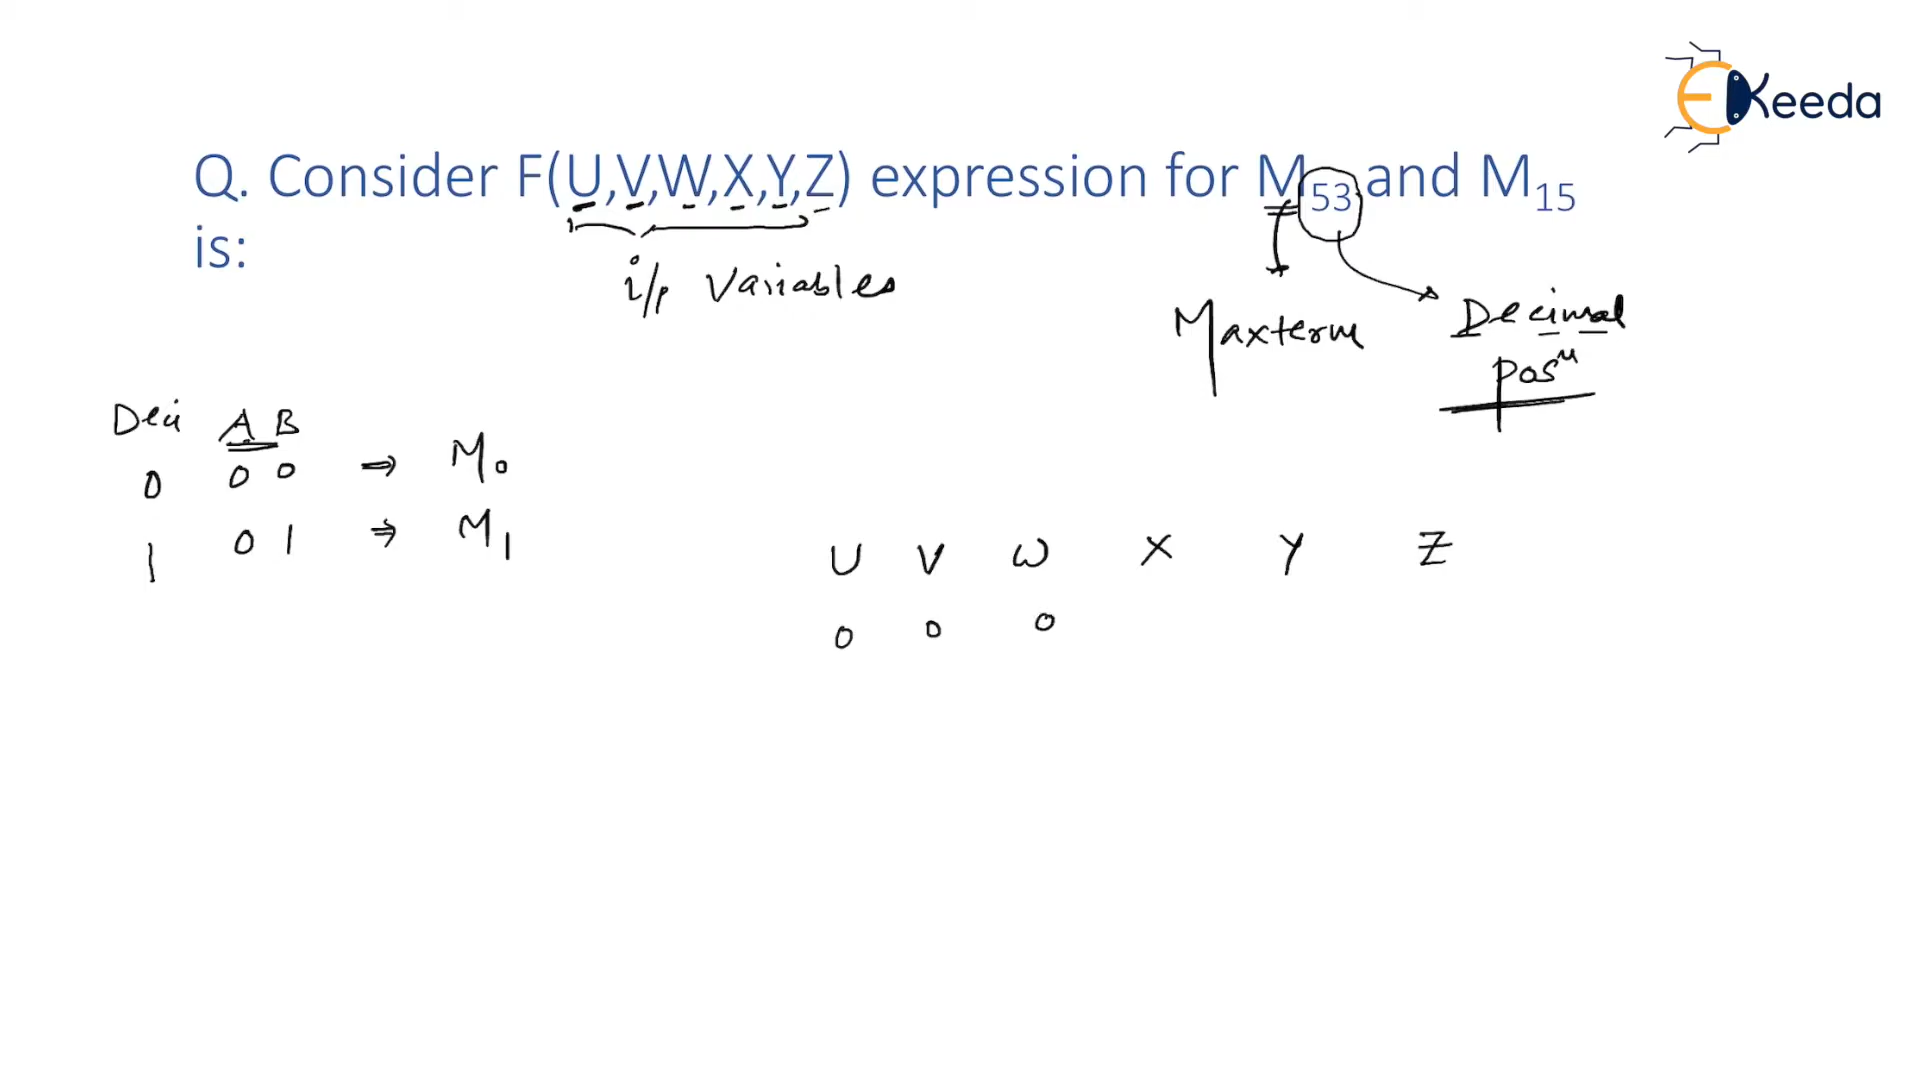 EKeeda
Q. Consider F(U,V,W,X,Y,Z) expression for M53 and M15
is:
i/p Variables
Maxterm
Decimal
posn
Deci A B
0 0 0 ⇒ M0
1 0 1 ⇒ M1
U V W X Y Z
0 0 0